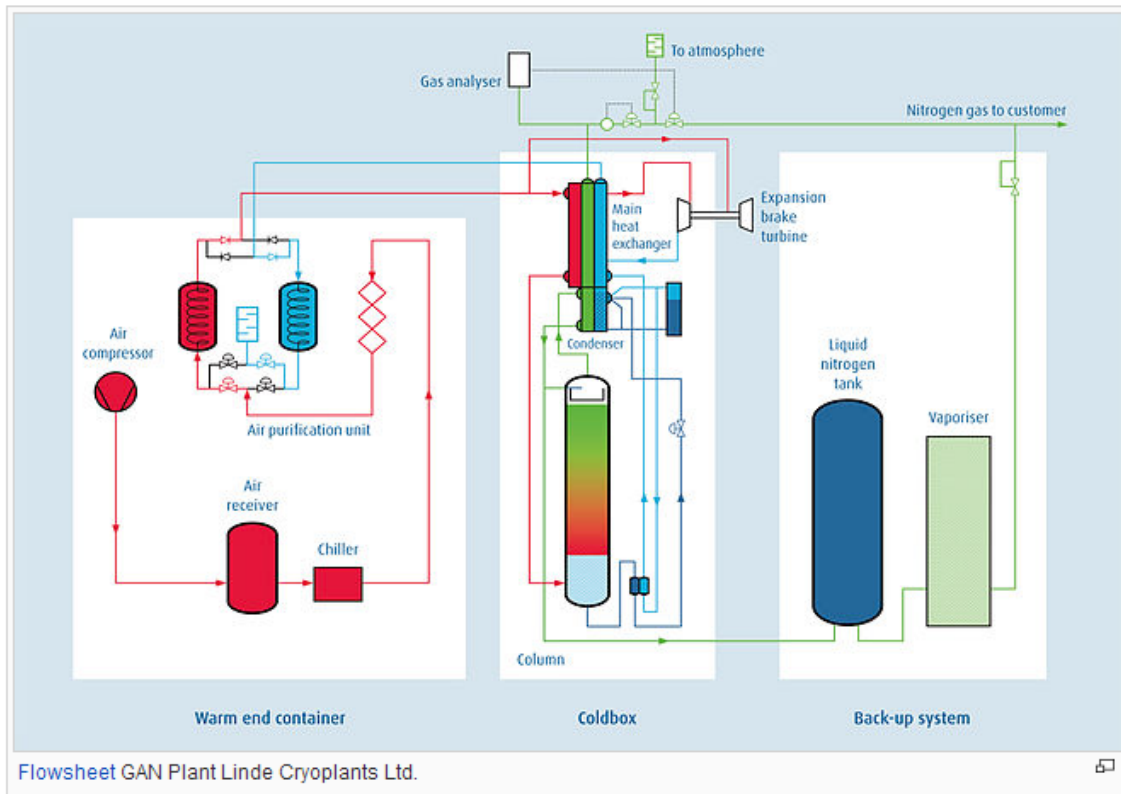 To atmosphere
Gas analyser
Nitrogen gas to customer
Main
heat
exchanger
Expansion
brake
turbine
Air
compressor
Condenser
Liquid
nitrogen
tank
Vaporiser
Air purification unit
Air
receiver
Chiller
Column
Warm end container
Coldbox
Back-up system
Flowsheet GAN Plant Linde Cryoplants Ltd.